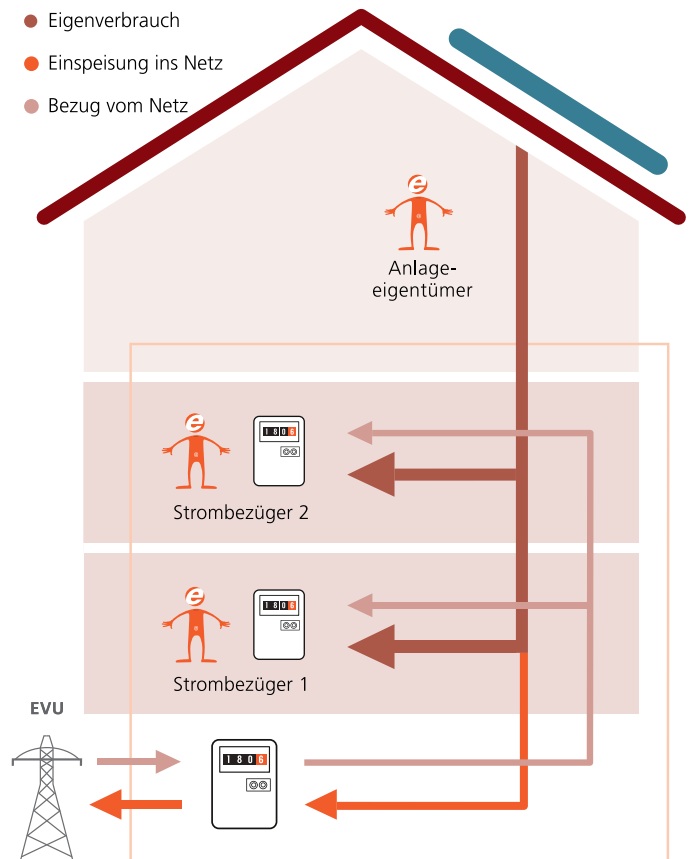 Eigenverbrauch
Einspeisung ins Netz
Bezug vom Netz
e
Anlage-
eigentümer
e
1 8 0 6
Strombezüger 2
e
1 8 0 6
Strombezüger 1
EVU
1 8 0 6